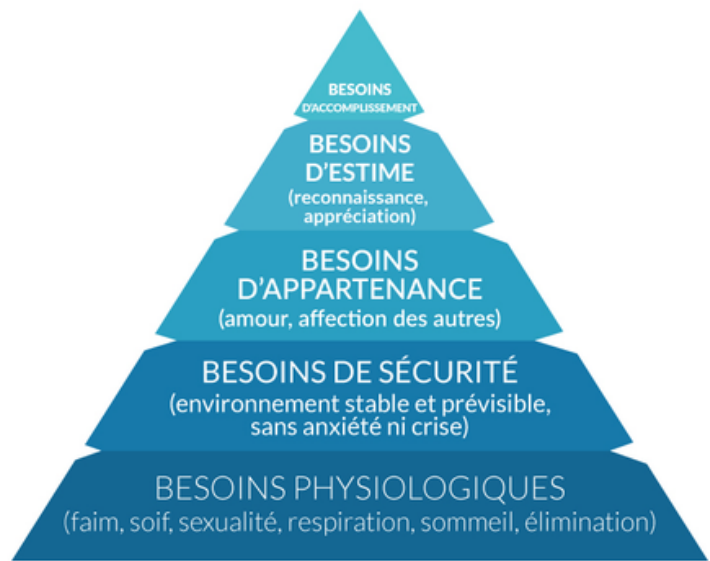 BESOINS
D'ACCOMPLISSEMENT
BESOINS
D'ESTIME
(reconnaissance,
appréciation)
BESOINS
D'APPARTENANCE
(amour, affection des autres)
BESOINS DE SÉCURITÉ
(environnement stable et prévisible,
sans anxiété ni crise)
BESOINS PHYSIOLOGIQUES
(faim, soif, sexualité, respiration, sommeil, élimination)